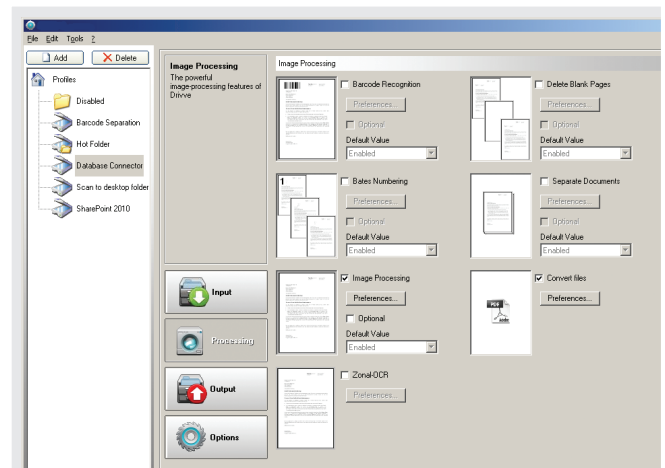 File Edit Tools ?
Add
Delete
Profiles
Disabled
Barcode Separation
Hot Folder
Database Connector
Scan to desktop folder
SharePoint 2010
Image Processing
The powerful
image-processing features of
Drivve
Input
Processing
Output
Options
Image Processing
Barcode Recognition
Preferences...
Optional
Default Value
Enabled
Delete Blank Pages
Preferences...
Optional
Default Value
Enabled
1
Bates Numbering
Preferences...
Optional
Default Value
Enabled
Separate Documents
Preferences...
Optional
Default Value
Enabled
Image Processing
Preferences...
Optional
Default Value
Enabled
PDF
Adobe
Convert files
Preferences...
Zonal-OCR
Preferences...